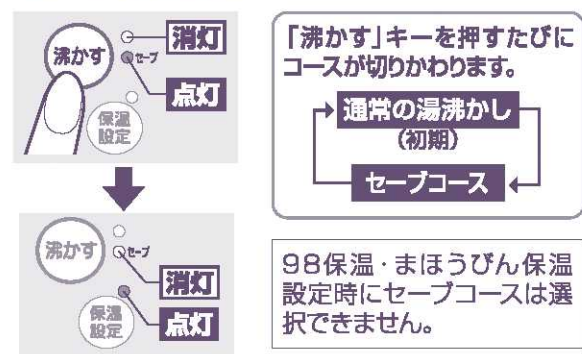 沸かす
セーブ
消灯
点灯
保温
設定
沸かす
セーブ
消灯
点灯
保温
設定
「沸かす」キーを押すたびに
コースが切りかわります。
通常の湯沸かし
(初期)
セーブコース
98保温・まほうびん保温
設定時にセーブコースは選
択できません。